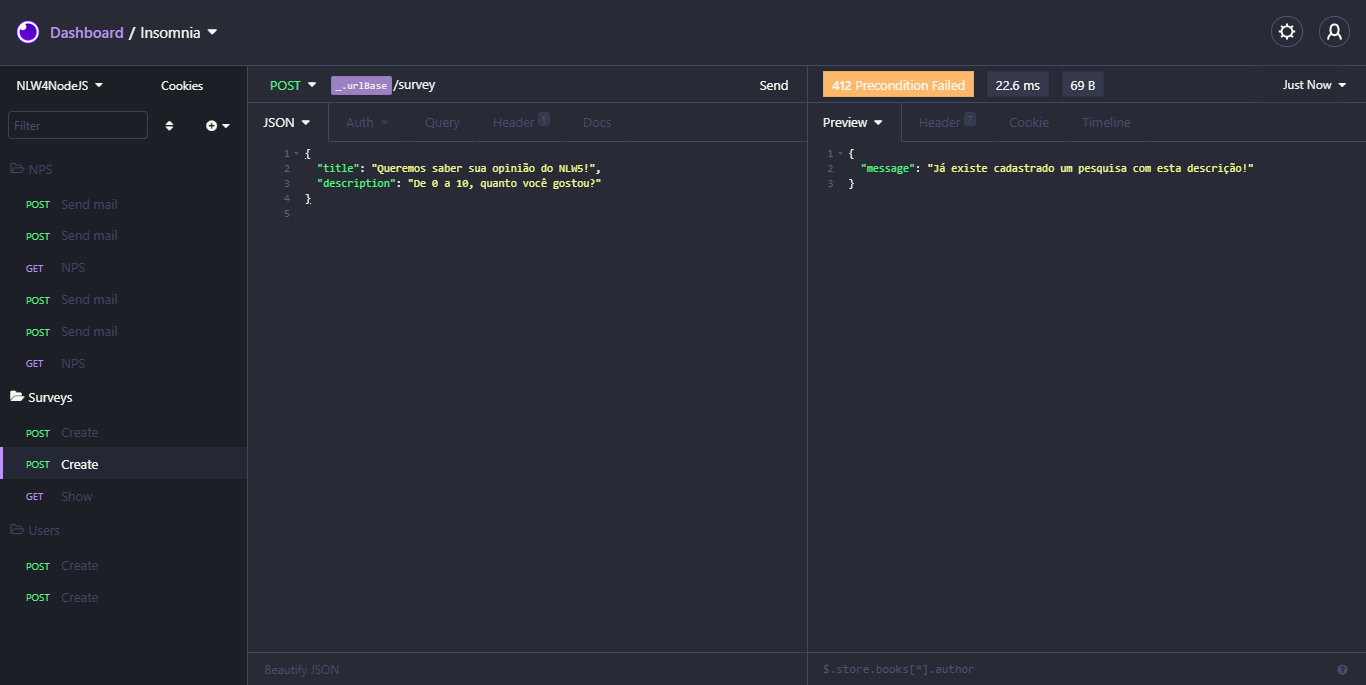 Dashboard / Insomnia
NLW4NodeJS
Cookies
Filter
NPS
POST Send mail
POST Send mail
GET NPS
POST Send mail
POST Send mail
GET NPS
Surveys
POST Create
POST Create
GET Show
Users
POST Create
POST Create
POST _.urlBase /survey
Send
JSON Auth Query Header 1 Docs
1 {
2 "title": "Queremos saber sua opinião do NLW5!",
3 "description": "De 0 a 10, quanto você gostou?"
4 }
5
Beautify JSON
412 Precondition Failed 22.6 ms 69 B
Just Now
Preview Header 7 Cookie Timeline
1 {
2 "message": "Já existe cadastrado um pesquisa com esta descrição!"
3 }
$.store.books[*].author